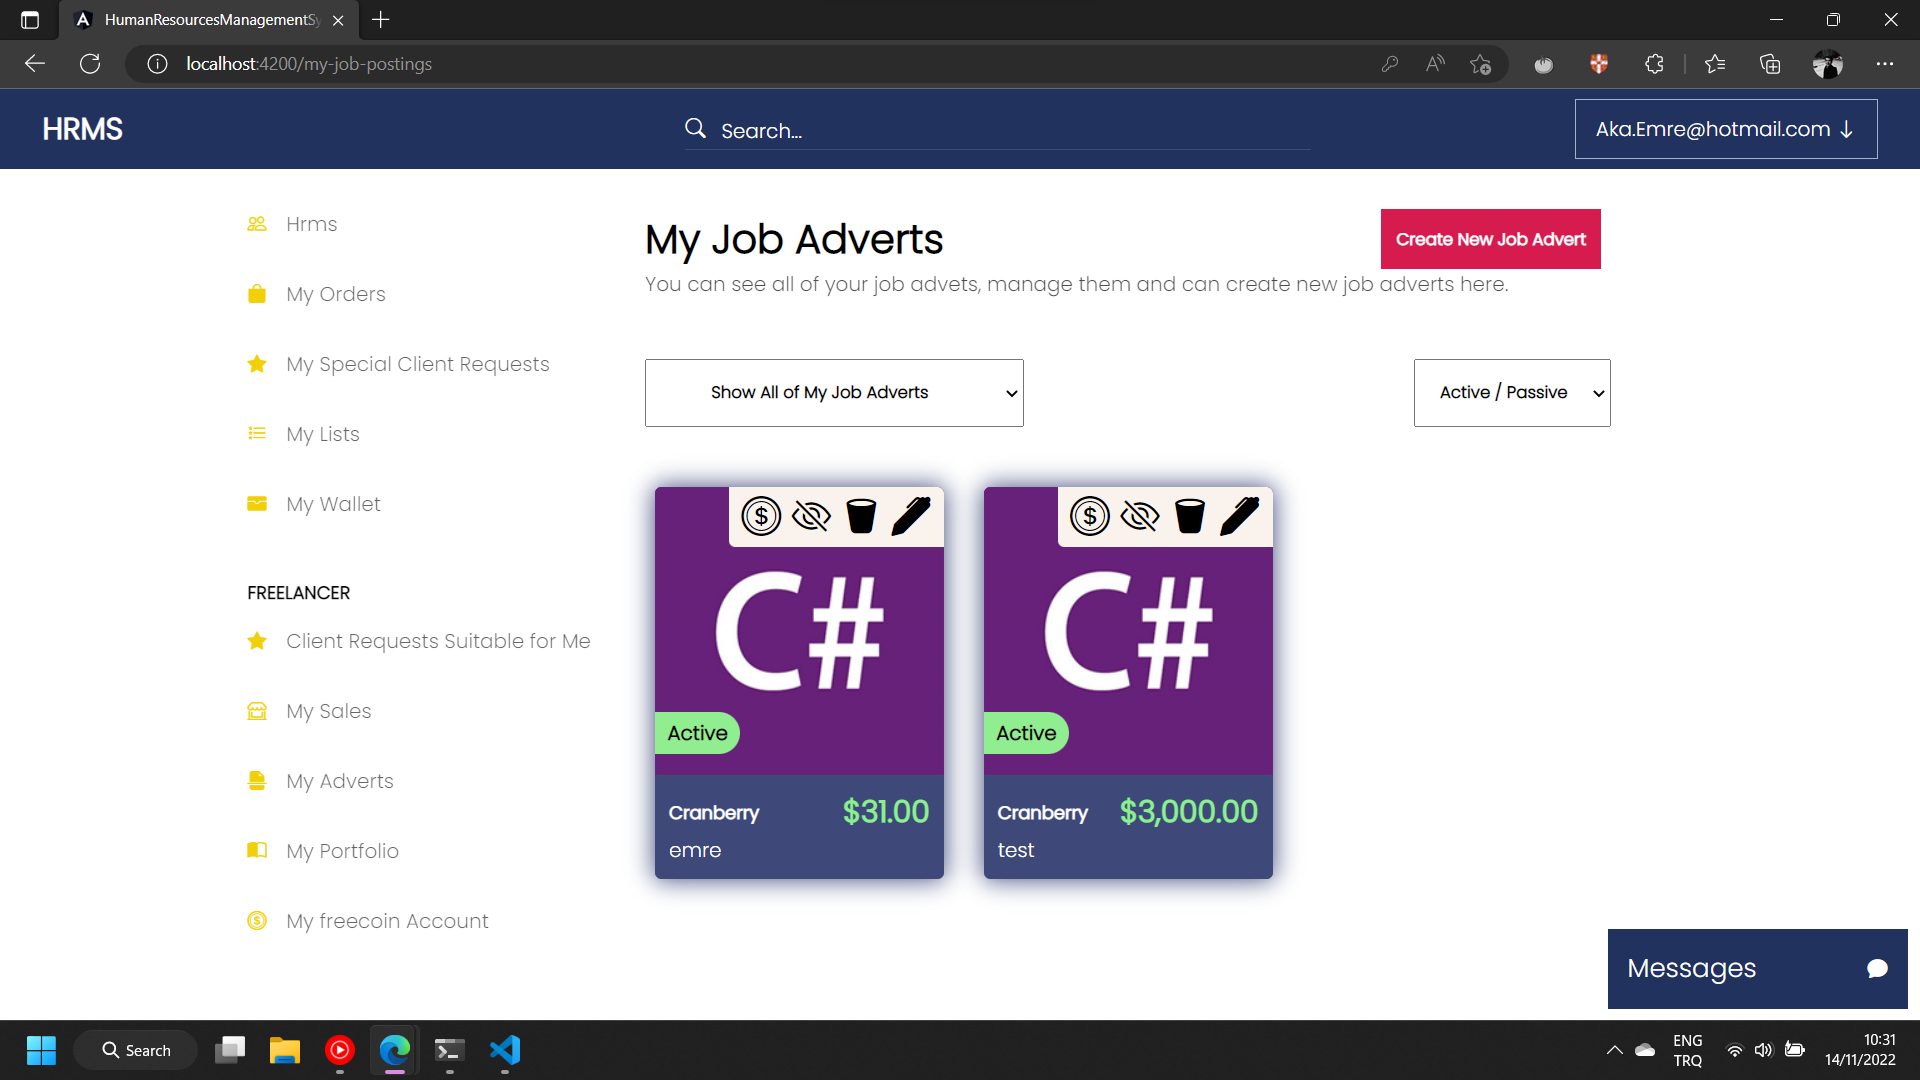 HumanResourcesManagementSy
localhost:4200/my-job-postings
HRMS
Search...
Aka.Emre@hotmail.com
Hrms
My Orders
My Special Client Requests
My Lists
My Wallet
FREELANCER
Client Requests Suitable for Me
My Sales
My Adverts
My Portfolio
My freecoin Account
My Job Adverts
Create New Job Advert
You can see all of your job advets, manage them and can create new job adverts here.
Show All of My Job Adverts
Active / Passive
C#
Active
Cranberry $31.00
emre
C#
Active
Cranberry $3,000.00
test
Messages
Search
ENG
TRQ
10:31
14/11/2022